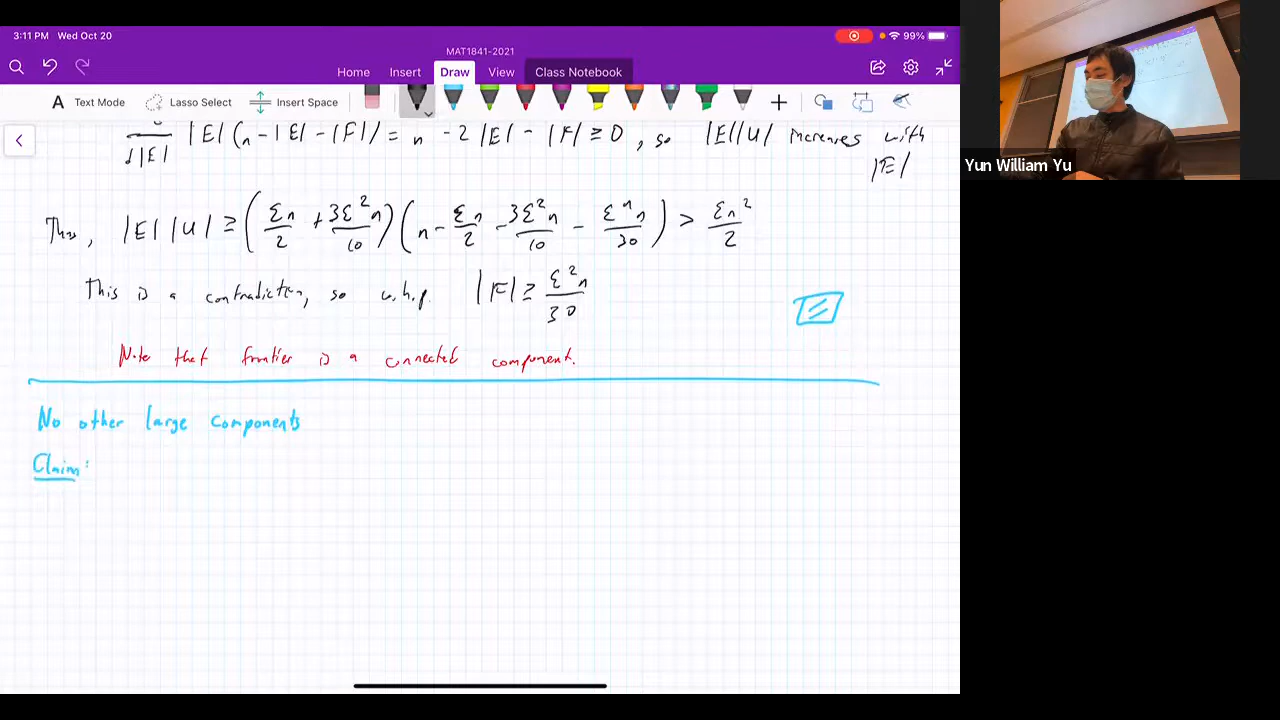 3:11 PM Wed Oct 20
99%
MAT1841-2021
Home Insert Draw View Class Notebook
A Text Mode Lasso Select Insert Space
d|E| |E|(n-|E|-|F|) = n -2|E| - |F| ≥ 0, so |E||U| increases with
|E|
Thus, |E||U| ≥ (εn/2 + 3ε²n/10)(n - εn/2 - 3ε²n/10 - ε²n/30) > εn²/2
This is a contradiction, so w.h.p. |F| ≥ ε²n/30
Note that frontier is a connected component.
No other large components
Claim:
Yun William Yu